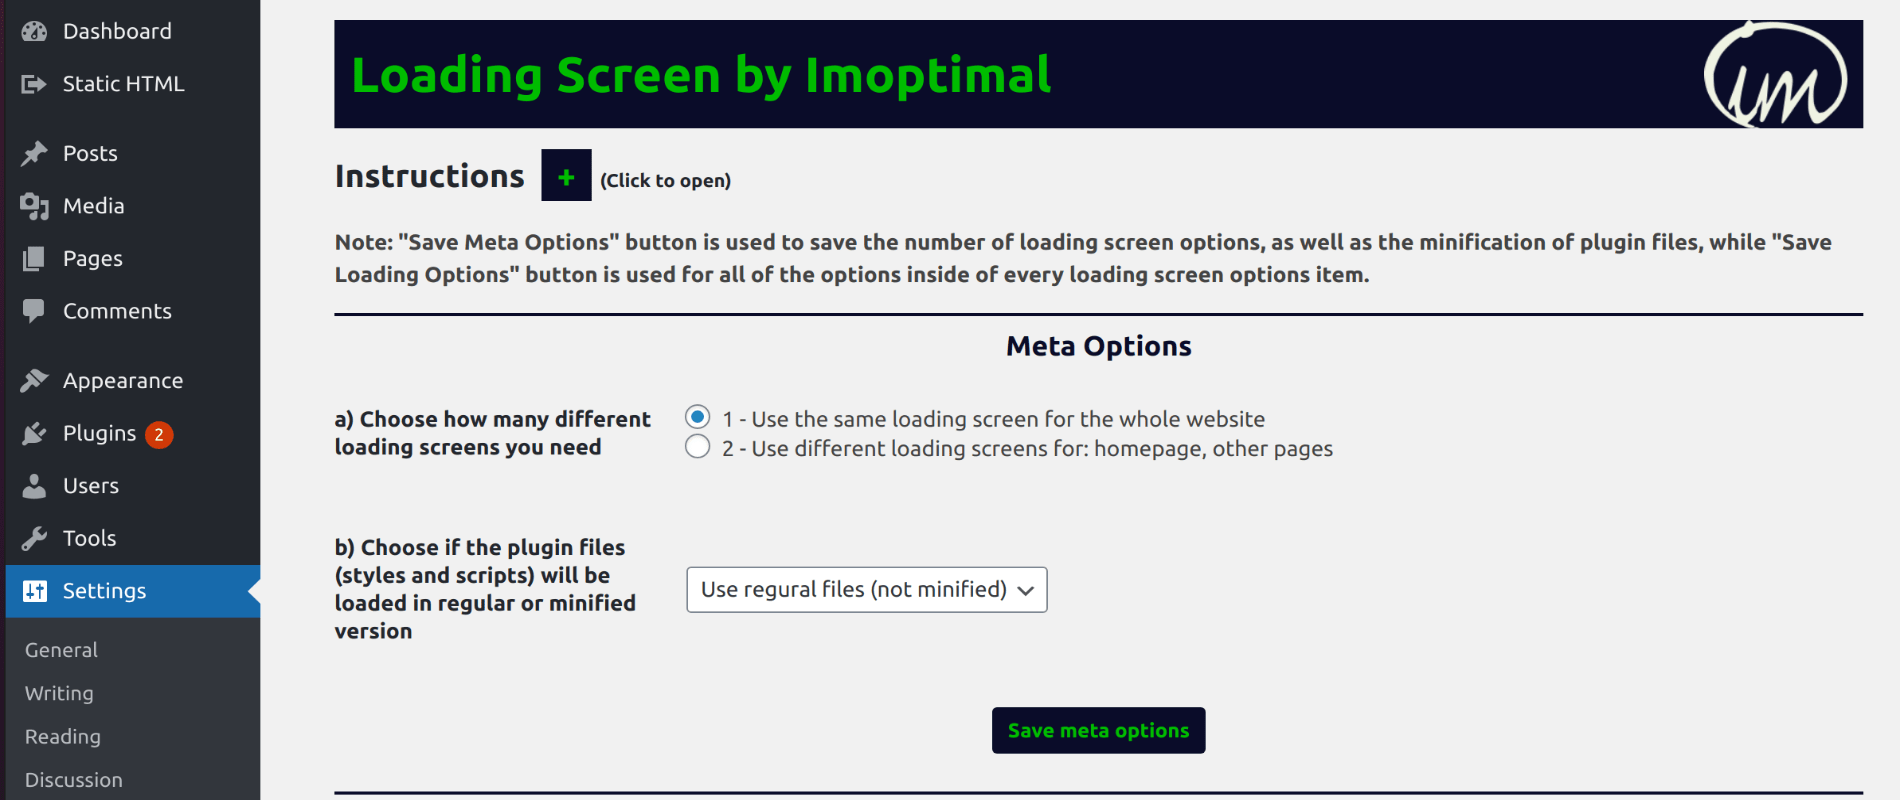 Dashboard
Static HTML
Posts
Media
Pages
Comments
Appearance
Plugins 2
Users
Tools
Settings
General
Writing
Reading
Discussion
Loading Screen by Imoptimal
im
Instructions + (Click to open)
Note: "Save Meta Options" button is used to save the number of loading screen options, as well as the minification of plugin files, while "Save
Loading Options" button is used for all of the options inside of every loading screen options item.
Meta Options
a) Choose how many different
loading screens you need
1 - Use the same loading screen for the whole website
2 - Use different loading screens for: homepage, other pages
b) Choose if the plugin files
(styles and scripts) will be
loaded in regular or minified
version
Use regural files (not minified)
Save meta options